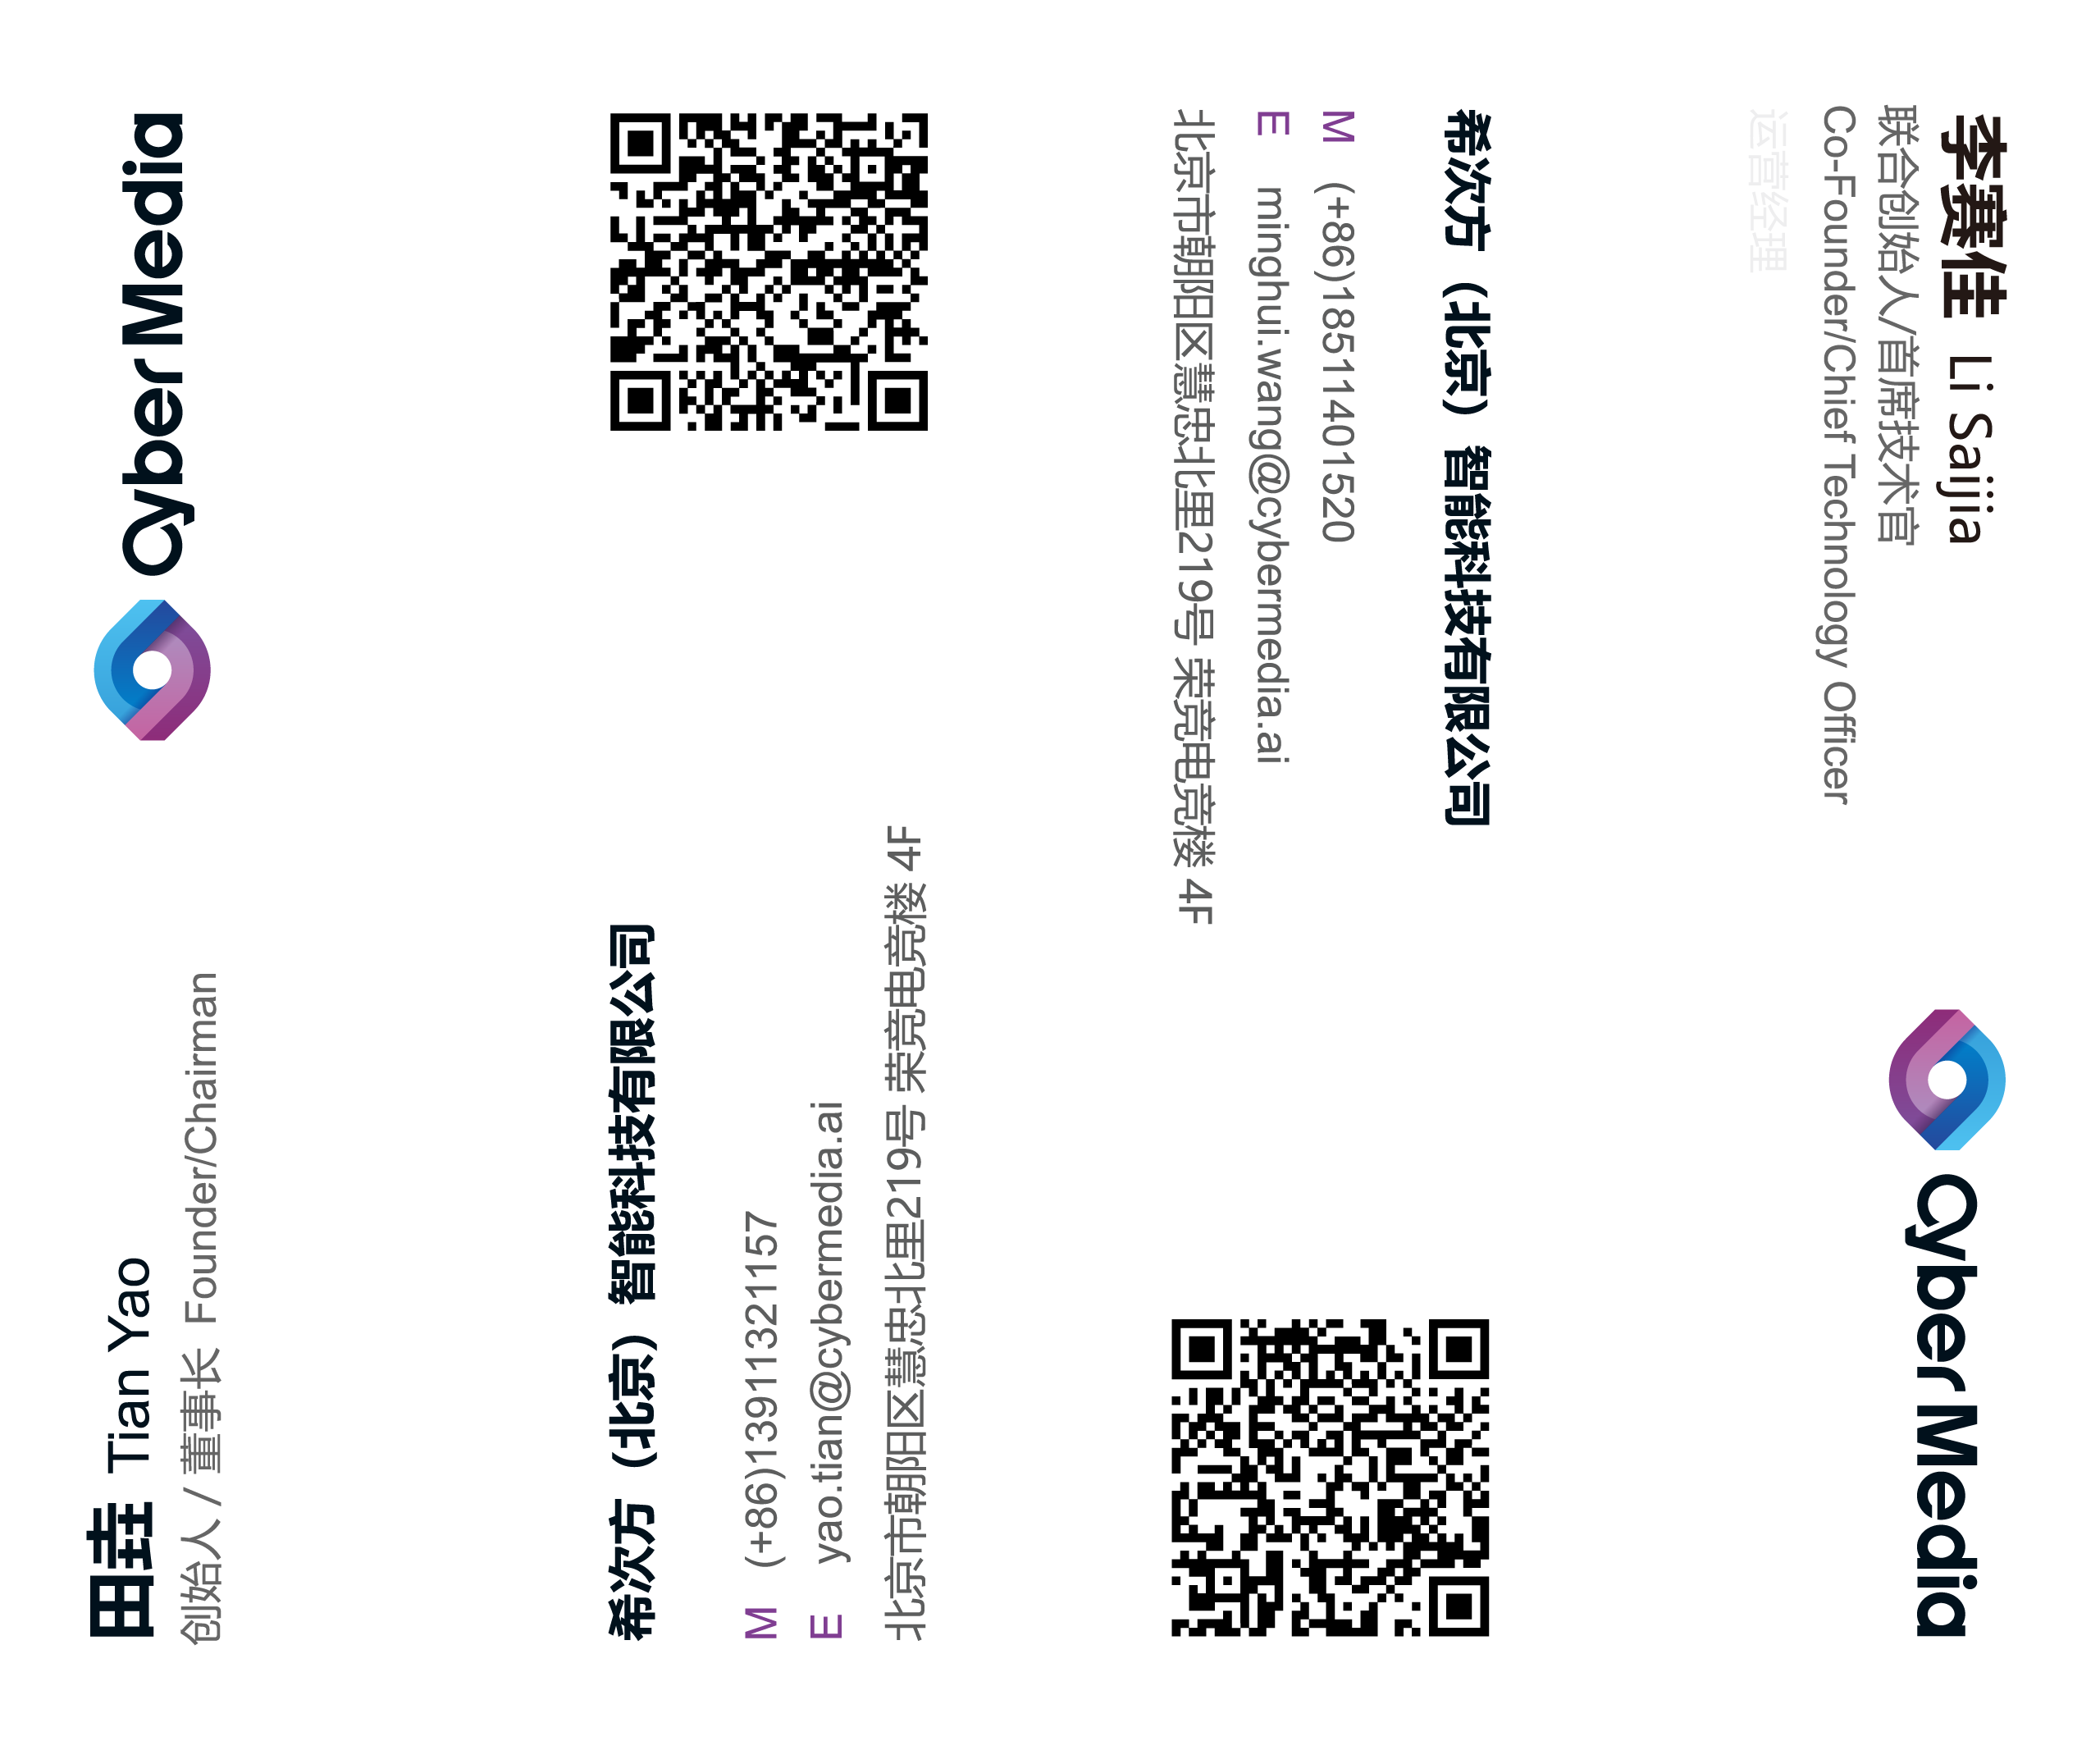 CyberMedia
田垚 Tian Yao
创始人 / 董事长 Founder/Chairman
希次方（北京）智能科技有限公司
M (+86)13911321157
E yao.tian@cybermedia.ai
北京市朝阳区慧忠北里219号 荣竞电竞楼 4F
李赛佳 Li Saijia
联合创始人/首席技术官
Co-Founder/Chief Technology Officer
运营经理
CyberMedia
希次方（北京）智能科技有限公司
M (+86)18511401520
E minghui.wang@cybermedia.ai
北京市朝阳区慧忠北里219号 荣竞电竞楼 4F